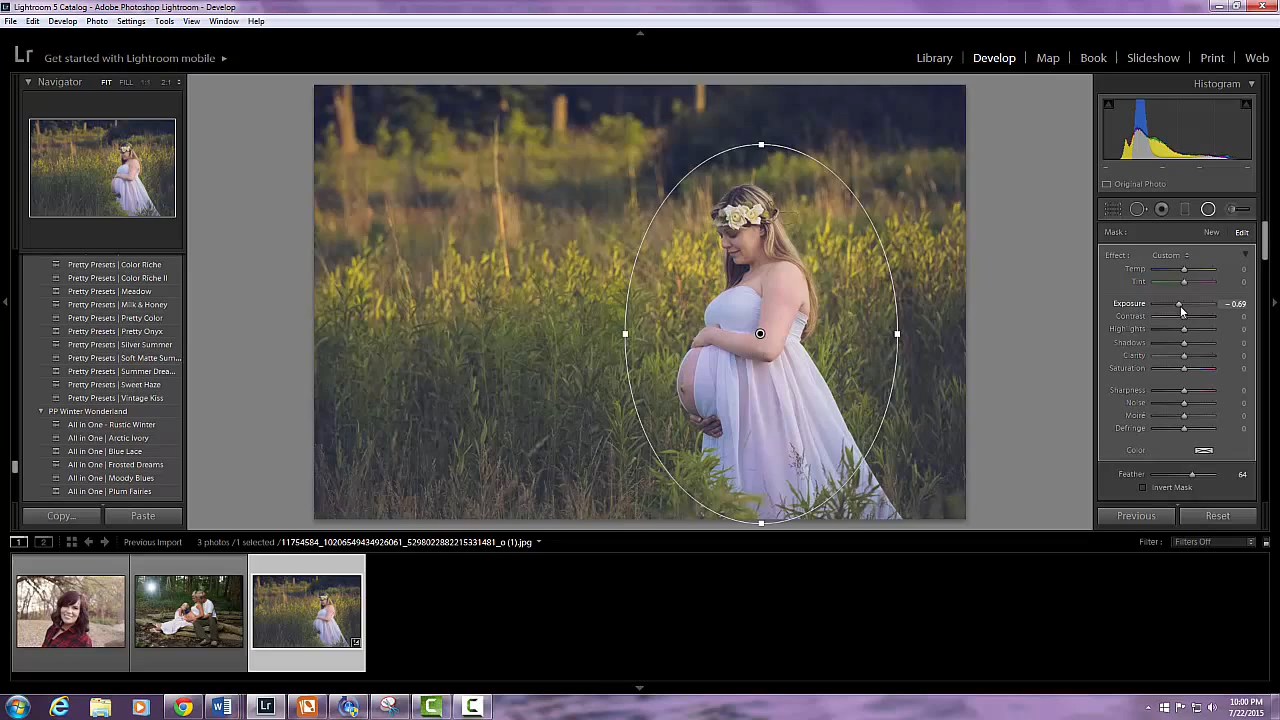 Lightroom 5 Catalog - Adobe Photoshop Lightroom - Develop
File Edit Develop Photo Settings Tools View Window Help
Lr Get started with Lightroom mobile
Library | Develop | Map | Book | Slideshow | Print | Web
Navigator FIT FILL 1:1 2:1
Pretty Presets | Color Riche
Pretty Presets | Color Riche II
Pretty Presets | Meadow
Pretty Presets | Milk & Honey
Pretty Presets | Pretty Color
Pretty Presets | Pretty Onyx
Pretty Presets | Silver Summer
Pretty Presets | Soft Matte Sum...
Pretty Presets | Summer Drea...
Pretty Presets | Sweet Haze
Pretty Presets | Vintage Kiss
PP Winter Wonderland
All in One - Rustic Winter
All in One | Arctic Ivory
All in One | Blue Lace
All in One | Frosted Dreams
All in One | Moody Blues
All in One | Plum Fairies
Copy... Paste
Histogram
Original Photo
Mask : New Edit
Effect : Custom
Temp 0
Tint 0
Exposure – 0.69
Contrast 0
Highlights 0
Shadows 0
Clarity 0
Saturation 0
Sharpness 0
Noise 0
Moiré 0
Defringe 0
Color
Feather 64
Invert Mask
Previous Reset
1 2 Previous Import 3 photos / 1 selected / 11754584_10206549434926061_5298022882215331481_o (1).jpg Filter : Filters Off
10:00 PM
7/22/2015